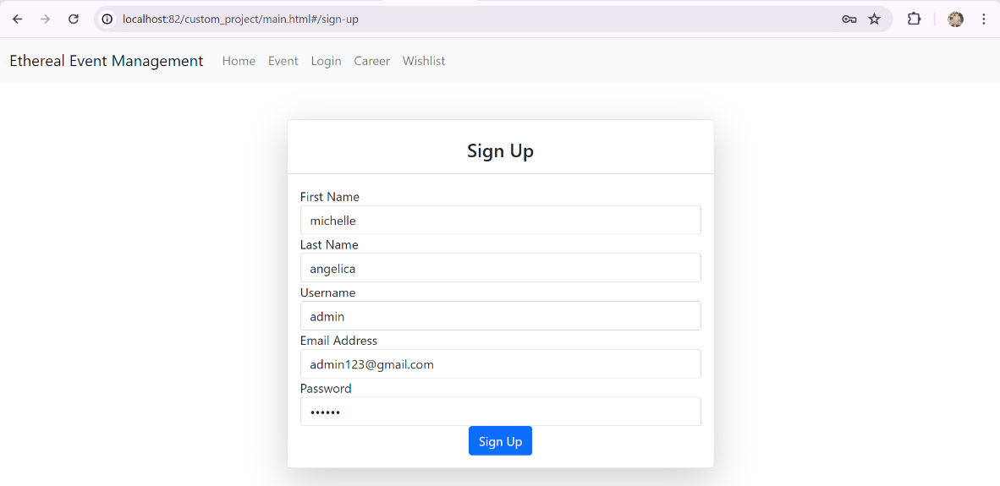 localhost:82/custom_project/main.html#/sign-up
Ethereal Event Management Home Event Login Career Wishlist
Sign Up
First Name
michelle
Last Name
angelica
Username
admin
Email Address
admin123@gmail.com
Password
••••••
Sign Up